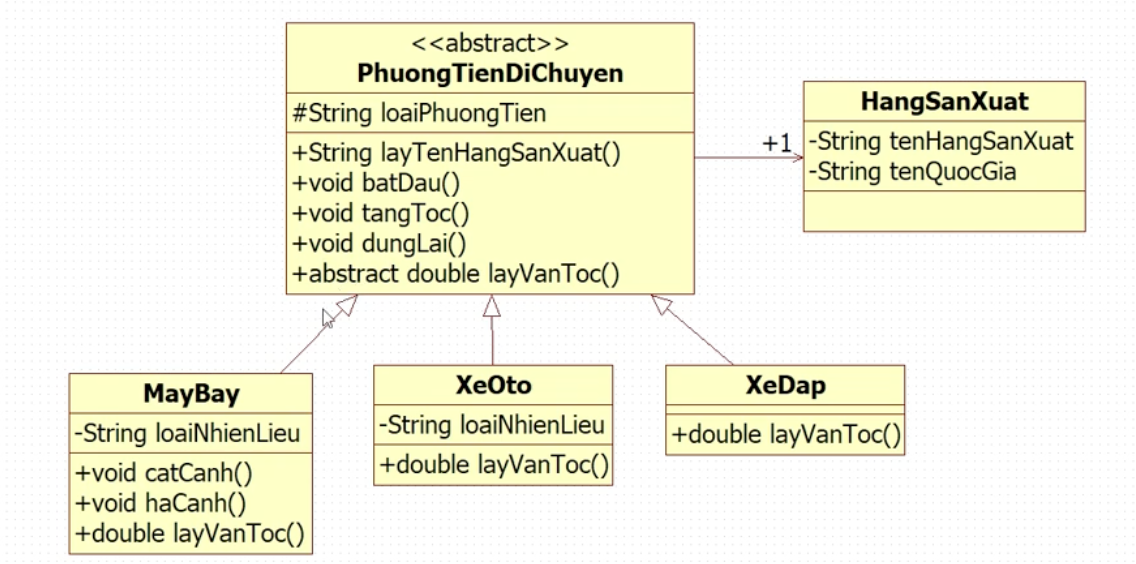 <<abstract>>
PhuongTienDiChuyen
#String loaiPhuongTien
+String layTenHangSanXuat()
+void batDau()
+void tangToc()
+void dungLai()
+abstract double layVanToc()
+1
HangSanXuat
-String tenHangSanXuat
-String tenQuocGia
MayBay
-String loaiNhienLieu
+void catCanh()
+void haCanh()
+double layVanToc()
XeOto
-String loaiNhienLieu
+double layVanToc()
XeDap
+double layVanToc()